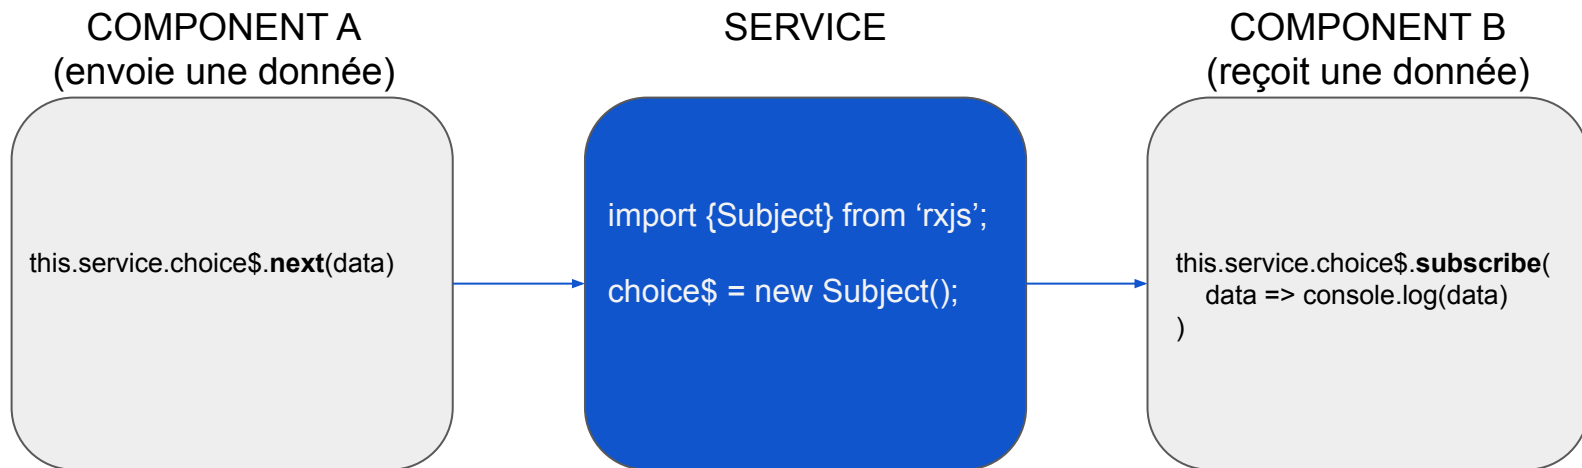 COMPONENT A
(envoie une donnée)
this.service.choice$.next(data)
SERVICE
import {Subject} from ‘rxjs’;
choice$ = new Subject();
COMPONENT B
(reçoit une donnée)
this.service.choice$.subscribe(
data => console.log(data)
)